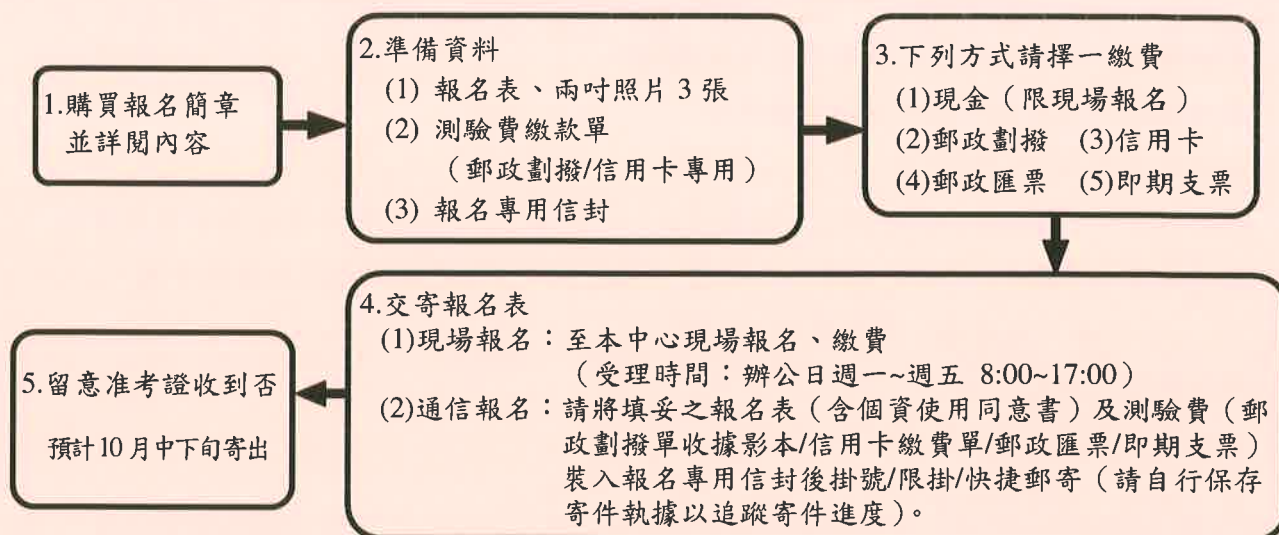 1.購買報名簡章
並詳閱內容
2.準備資料
(1) 報名表、兩吋照片 3 張
(2) 測驗費繳款單
（郵政劃撥/信用卡專用）
(3) 報名專用信封
3.下列方式請擇一繳費
(1)現金（限現場報名）
(2)郵政劃撥 (3)信用卡
(4)郵政匯票 (5)即期支票
4.交寄報名表
(1)現場報名：至本中心現場報名、繳費
（受理時間：辦公日週一~週五 8:00~17:00）
(2)通信報名：請將填妥之報名表（含個資使用同意書）及測驗費（郵
政劃撥單收據影本/信用卡繳費單/郵政匯票/即期支票）
裝入報名專用信封後掛號/限掛/快捷郵寄（請自行保存
寄件執據以追蹤寄件進度）。
5.留意准考證收到否
預計 10 月中下旬寄出